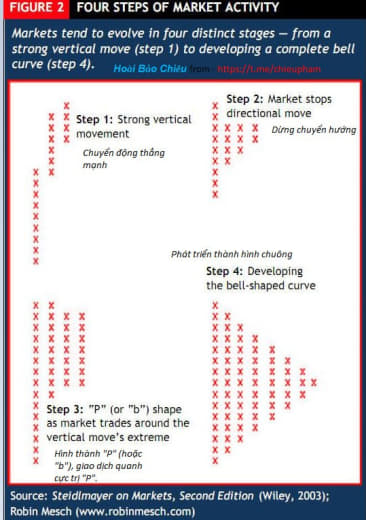 FIGURE 2 FOUR STEPS OF MARKET ACTIVITY
Markets tend to evolve in four distinct stages — from a
strong vertical move (step 1) to developing a complete bell
curve (step 4).
Hoài Bảo Chiêu from https://t.me/chieupham
Step 1: Strong vertical
movement
Chuyển động thẳng
mạnh
Step 2: Market stops
directional move
Dừng chuyển hướng
Phát triển thành hình chuông
Step 4: Developing
the bell-shaped curve
Step 3: "P" (or "b") shape
as market trades around the
vertical move's extreme
Hình thành "P" (hoặc
"b"), giao dịch quanh
cực trị "P".
Source: Steidlmayer on Markets, Second Edition (Wiley, 2003);
Robin Mesch (www.robinmesch.com)